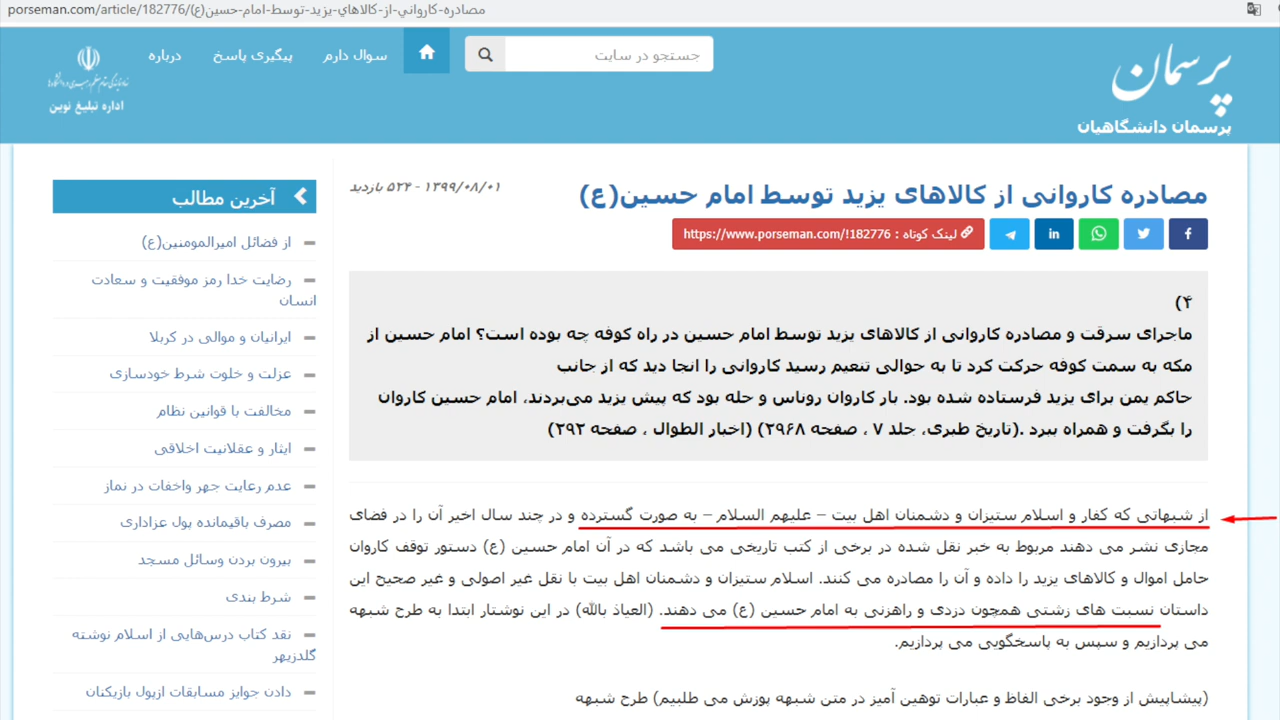 porseman.com/article/182776/مصادره-کارواني-از-کالاهاي-يزيد-توسط-امام-حسين(ع)
پرسمان
پرسمان دانشگاهیان
جستجو در سایت
سوال دارم
پیگیری پاسخ
درباره
اداره تبلیغ نوین
مصادره کاروانی از کالاهای یزید توسط امام حسین(ع)
۱۳۹۹/۰۸/۰۱ - ۵۲۴ بازدید
لینک کوتاه : https://www.porseman.com/!182776
۴)
ماجرای سرقت و مصادره کاروانی از کالاهای یزید توسط امام حسین در راه کوفه چه بوده است؟ امام حسین از
مکه به سمت کوفه حرکت کرد تا به حوالی تنعیم رسید کاروانی را انجا دید که از جانب
حاکم یمن برای یزید فرستاده شده بود. بار کاروان روناس و حله بود که پیش یزید می‌بردند، امام حسین کاروان
را بگرفت و همراه ببرد .(تاریخ طبری، جلد ۷ ، صفحه ۲۹۶۸) (اخبار الطوال ، صفحه ۲۹۲)
از شبهاتی که کفار و اسلام ستیزان و دشمنان اهل بیت – علیهم السلام – به صورت گسترده و در چند سال اخیر آن را در فضای
مجازی نشر می دهند مربوط به خبر نقل شده در برخی از کتب تاریخی می باشد که در آن امام حسین (ع) دستور توقف کاروان
حامل اموال و کالاهای یزید را داده و آن را مصادره می کنند. اسلام ستیزان و دشمنان اهل بیت با نقل غیر اصولی و غیر صحیح این
داستان نسبت های زشتی همچون دزدی و راهزنی به امام حسین (ع) می دهند. (العیاذ بالله) در این نوشتار ابتدا به طرح شبهه
می پردازیم و سپس به پاسخگویی می پردازیم.
(پیشاپیش از وجود برخی الفاظ و عبارات توهین آمیز در متن شبهه پوزش می طلبیم) طرح شبهه
آخرین مطالب
از فضائل امیرالمومنین(ع)
رضایت خدا رمز موفقیت و سعادت
انسان
ایرانیان و موالی در کربلا
عزلت و خلوت شرط خودسازی
مخالفت با قوانین نظام
ایثار و عقلانیت اخلاقی
عدم رعایت جهر واخفات در نماز
مصرف باقیمانده پول عزاداری
بیرون بردن وسائل مسجد
شرط بندی
نقد کتاب درس‌هایی از اسلام نوشته
گلدزیهر
دادن جوایز مسابقات ازپول بازیکنان